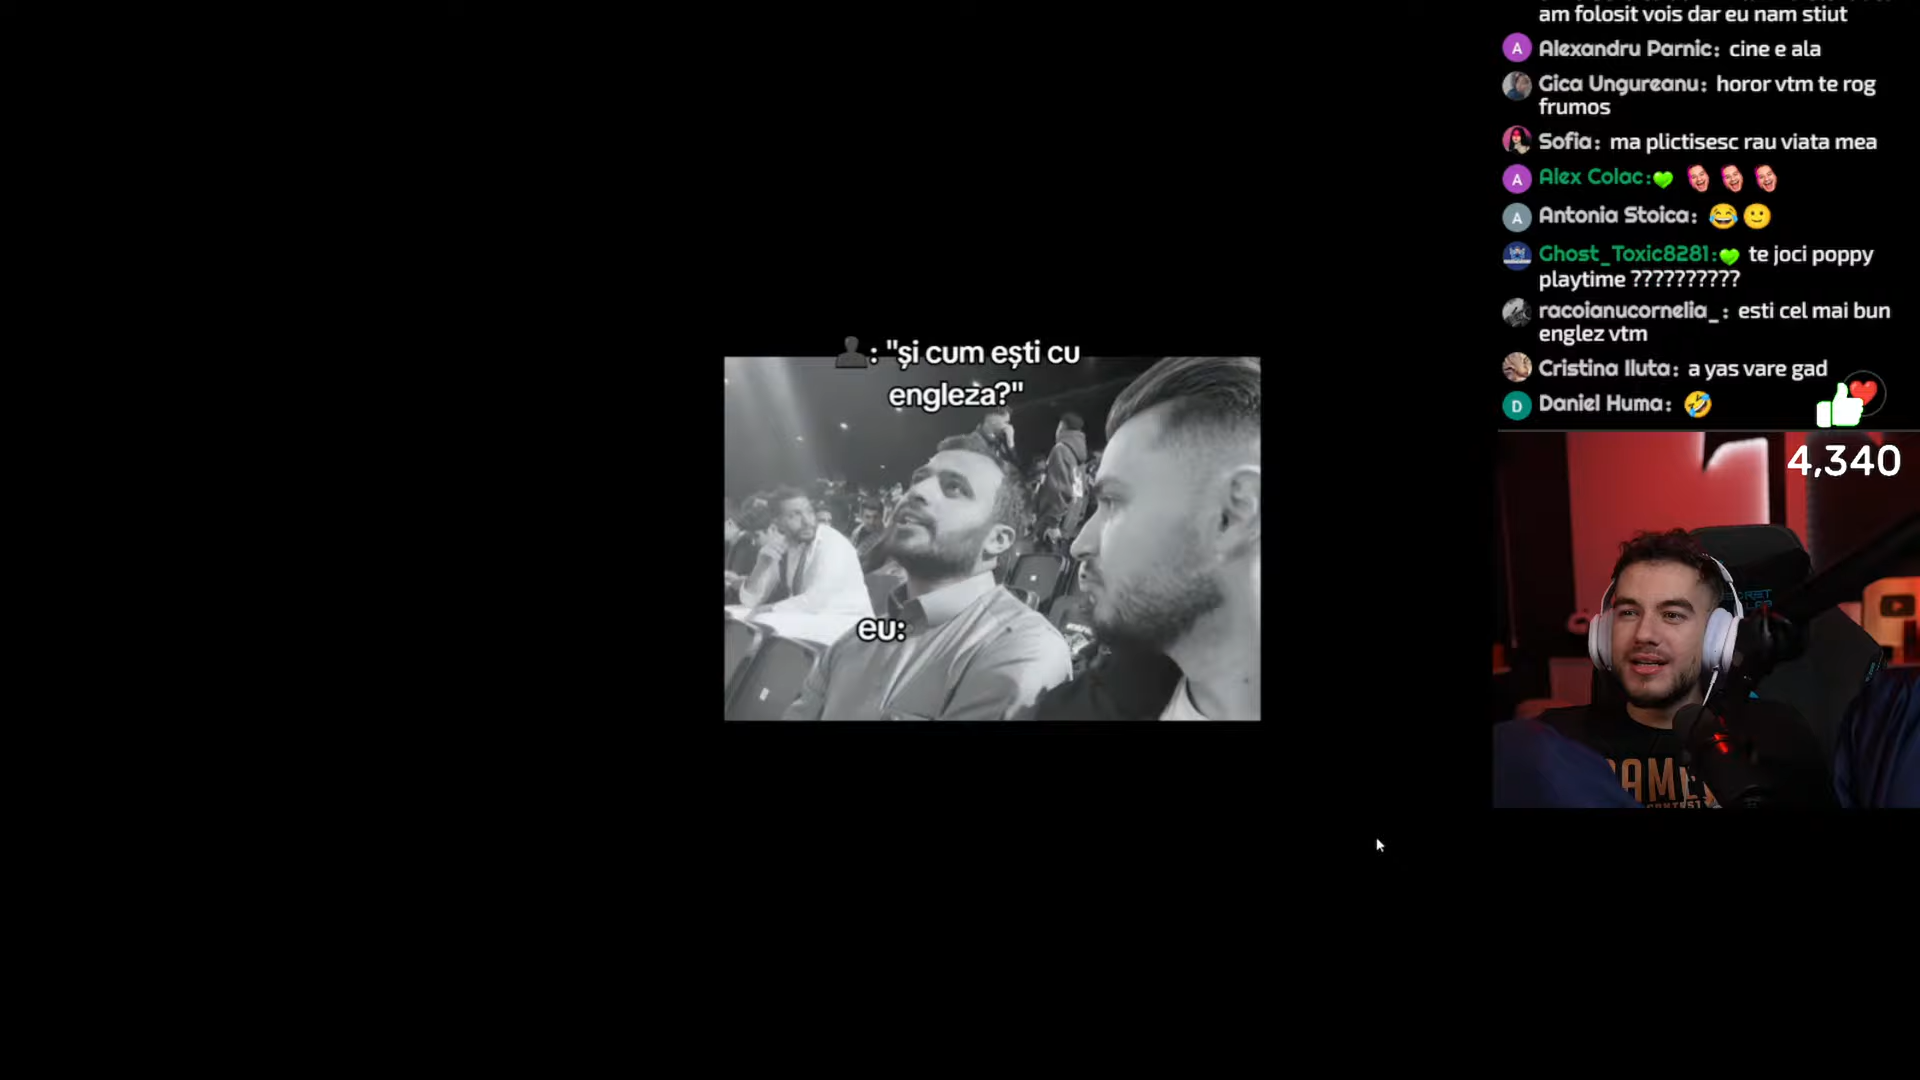 am folosit vois dar eu nam stiut
A Alexandru Parnic: cine e ala
Gica Ungureanu: horor vtm te rog
frumos
Sofia: ma plictisesc rau viata mea
A Alex Colac:
A Antonia Stoica:
Ghost_Toxic8281: te joci poppy
playtime ??????????
racoianucornelia_: esti cel mai bun
englez vtm
Cristina Iluta: a yas vare gad
D Daniel Huma:
4,340
: "și cum ești cu
engleza?"
eu: